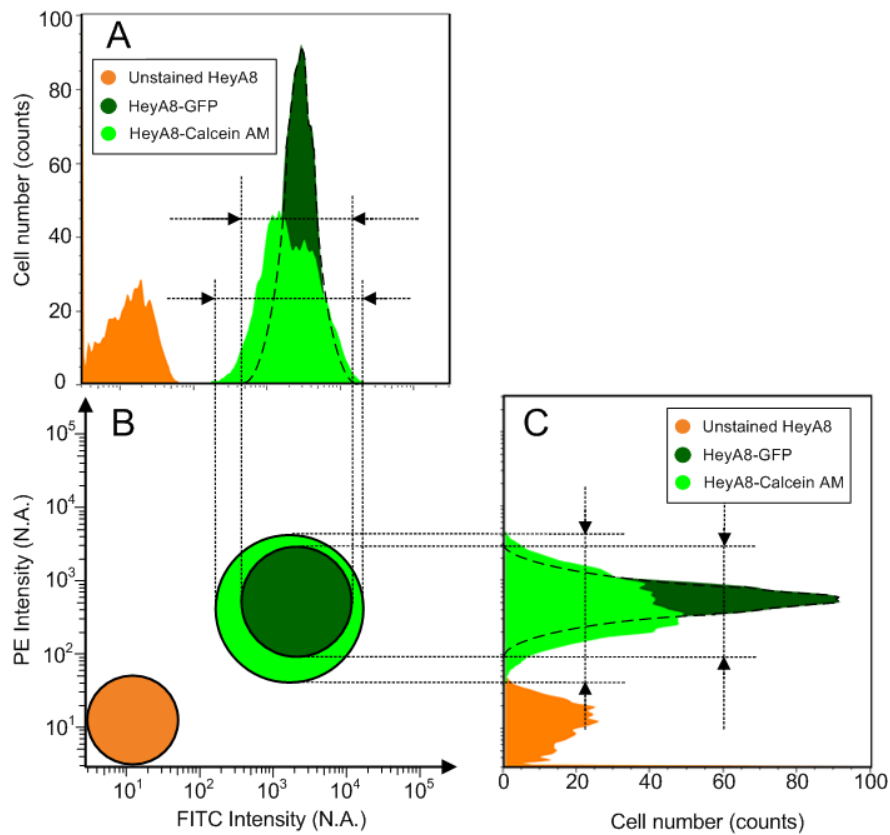 A
Unstained HeyA8
HeyA8-GFP
HeyA8-Calcein AM
Cell number (counts)
100
80
60
40
20
0
B
PE Intensity (N.A.)
10^5
10^4
10^3
10^2
10^1
10^1 10^2 10^3 10^4 10^5
FITC Intensity (N.A.)
C
Unstained HeyA8
HeyA8-GFP
HeyA8-Calcein AM
0 20 40 60 80 100
Cell number (counts)